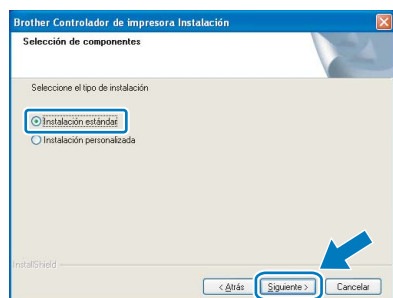 Brother Controlador de impresora Instalación
Selección de componentes
Seleccione el tipo de instalación
Instalación estándar
Instalación personalizada
InstallShield
< Atrás Siguiente > Cancelar